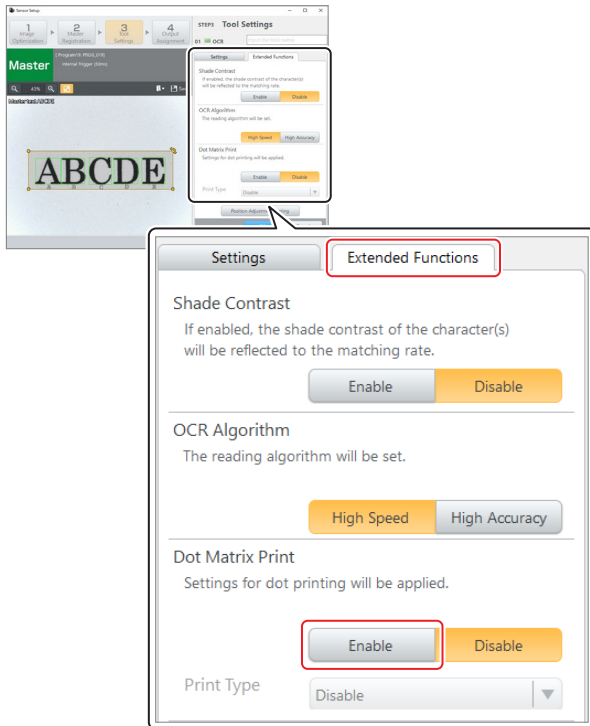 Sensor Setup
1 2 3 4
Image Optimization Master Registration Tool Settings Output Assignment
STEP3 Tool Settings
01 OCR
Master
[ Program19: PROG_019]
Internal Trigger (50ms)
43%
Master text: ABCDE
ABCDE
A B C D E
Settings Extended Functions
Shade Contrast
If enabled, the shade contrast of the character(s)
will be reflected to the matching rate.
Enable Disable
OCR Algorithm
The reading algorithm will be set.
High Speed High Accuracy
Dot Matrix Print
Settings for dot printing will be applied.
Enable Disable
Print Type Disable
Settings Extended Functions
Shade Contrast
If enabled, the shade contrast of the character(s)
will be reflected to the matching rate.
Enable Disable
OCR Algorithm
The reading algorithm will be set.
High Speed High Accuracy
Dot Matrix Print
Settings for dot printing will be applied.
Enable Disable
Print Type Disable